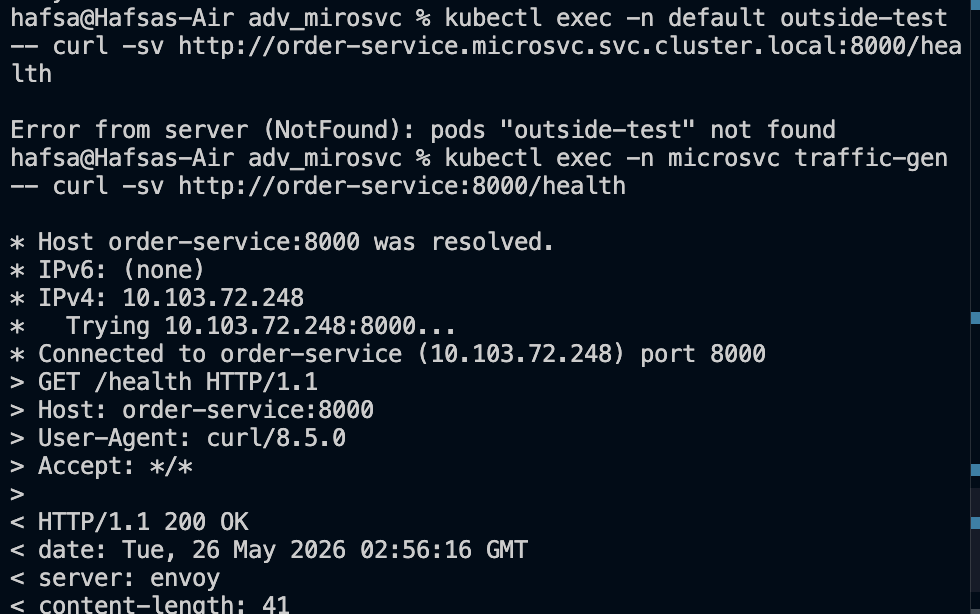 hafsa@Hafsas-Air adv_mirosvc % kubectl exec -n default outside-test
-- curl -sv http://order-service.microsvc.svc.cluster.local:8000/hea
lth
Error from server (NotFound): pods "outside-test" not found
hafsa@Hafsas-Air adv_mirosvc % kubectl exec -n microsvc traffic-gen
-- curl -sv http://order-service:8000/health
* Host order-service:8000 was resolved.
* IPv6: (none)
* IPv4: 10.103.72.248
*   Trying 10.103.72.248:8000...
* Connected to order-service (10.103.72.248) port 8000
> GET /health HTTP/1.1
> Host: order-service:8000
> User-Agent: curl/8.5.0
> Accept: */*
>
< HTTP/1.1 200 OK
< date: Tue, 26 May 2026 02:56:16 GMT
< server: envoy
< content-length: 41